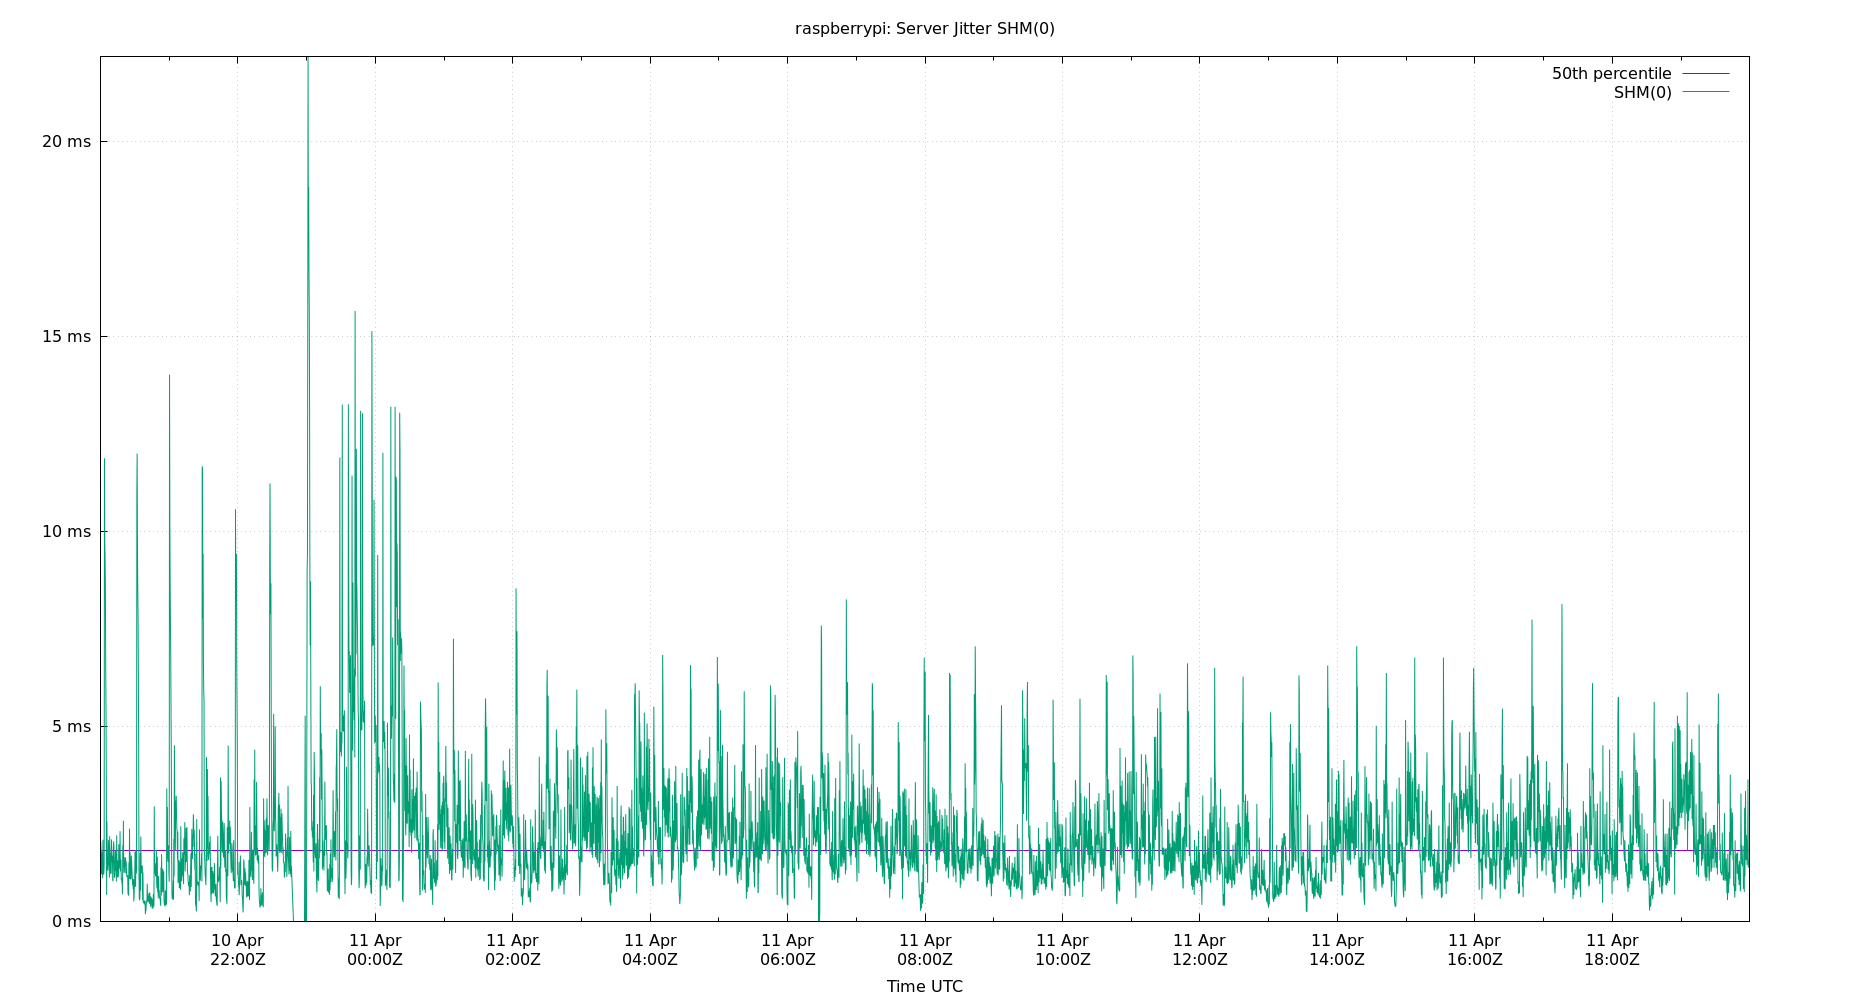 raspberrypi: Server Jitter SHM(0)
50th percentile
SHM(0)
20 ms
15 ms
10 ms
5 ms
0 ms
10 Apr 11 Apr 11 Apr 11 Apr 11 Apr 11 Apr 11 Apr 11 Apr 11 Apr 11 Apr 11 Apr
22:00Z 00:00Z 02:00Z 04:00Z 06:00Z 08:00Z 10:00Z 12:00Z 14:00Z 16:00Z 18:00Z
Time UTC